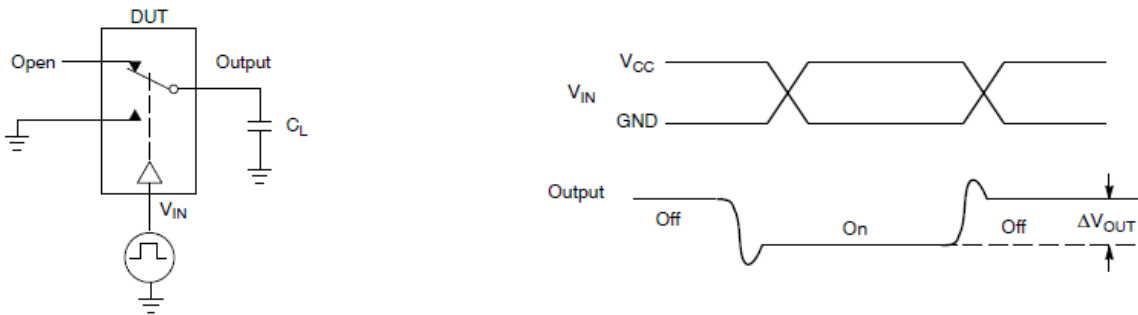 DUT
Open
Output
C_L
V_IN
V_CC
V_IN
GND
Output
Off
On
Off
ΔV_OUT